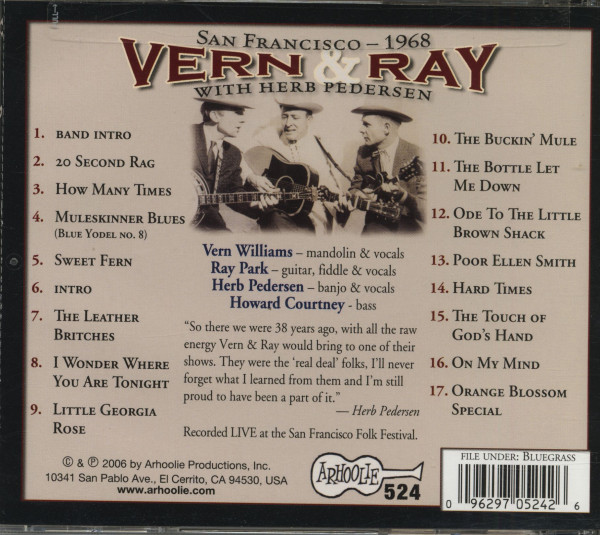 San Francisco – 1968
Vern & Ray
with Herb Pedersen
1. band intro
2. 20 Second Rag
3. How Many Times
4. Muleskinner Blues
(Blue Yodel no. 8)
5. Sweet Fern
6. intro
7. The Leather
Britches
8. I Wonder Where
You Are Tonight
9. Little Georgia
Rose
Vern Williams – mandolin & vocals
Ray Park – guitar, fiddle & vocals
Herb Pedersen – banjo & vocals
Howard Courtney - bass
"So there we were 38 years ago, with all the raw
energy Vern & Ray would bring to one of their
shows. They were the 'real deal' folks, I'll never
forget what I learned from them and I'm still
proud to have been a part of it."
— Herb Pedersen
Recorded LIVE at the San Francisco Folk Festival.
10. The Buckin' Mule
11. The Bottle Let
Me Down
12. Ode To The Little
Brown Shack
13. Poor Ellen Smith
14. Hard Times
15. The Touch of
God's Hand
16. On My Mind
17. Orange Blossom
Special
© & ℗ 2006 by Arhoolie Productions, Inc.
10341 San Pablo Ave., El Cerrito, CA 94530, USA
www.arhoolie.com
ARHOOLIE
524
file under: Bluegrass
0 96297 05242 6